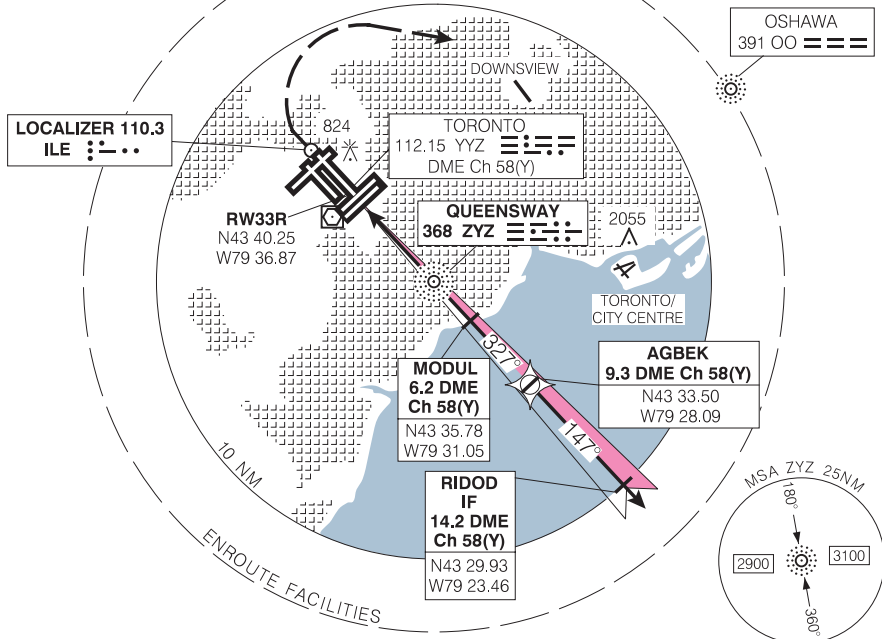 OSHAWA
391 OO
DOWNSVIEW
LOCALIZER 110.3
ILE
824
TORONTO
112.15 YYZ
DME Ch 58(Y)
RW33R
N43 40.25
W79 36.87
QUEENSWAY
368 ZYZ
2055
TORONTO/
CITY CENTRE
327°
MODUL
6.2 DME
Ch 58(Y)
N43 35.78
W79 31.05
AGBEK
9.3 DME Ch 58(Y)
N43 33.50
W79 28.09
147°
10 NM
RIDOD
IF
14.2 DME
Ch 58(Y)
N43 29.93
W79 23.46
ENROUTE FACILITIES
MSA ZYZ 25NM
180°
2900
3100
360°